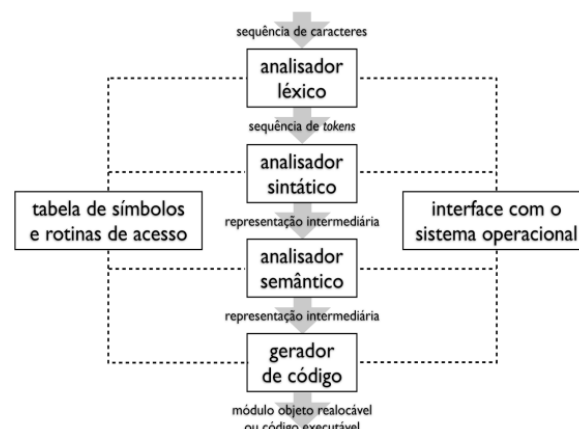 sequência de caracteres
analisador
léxico
sequência de tokens
analisador
sintático
tabela de símbolos
e rotinas de acesso
interface com o
sistema operacional
representação intermediária
analisador
semântico
representação intermediária
gerador
de código
módulo objeto realocável
ou código executável